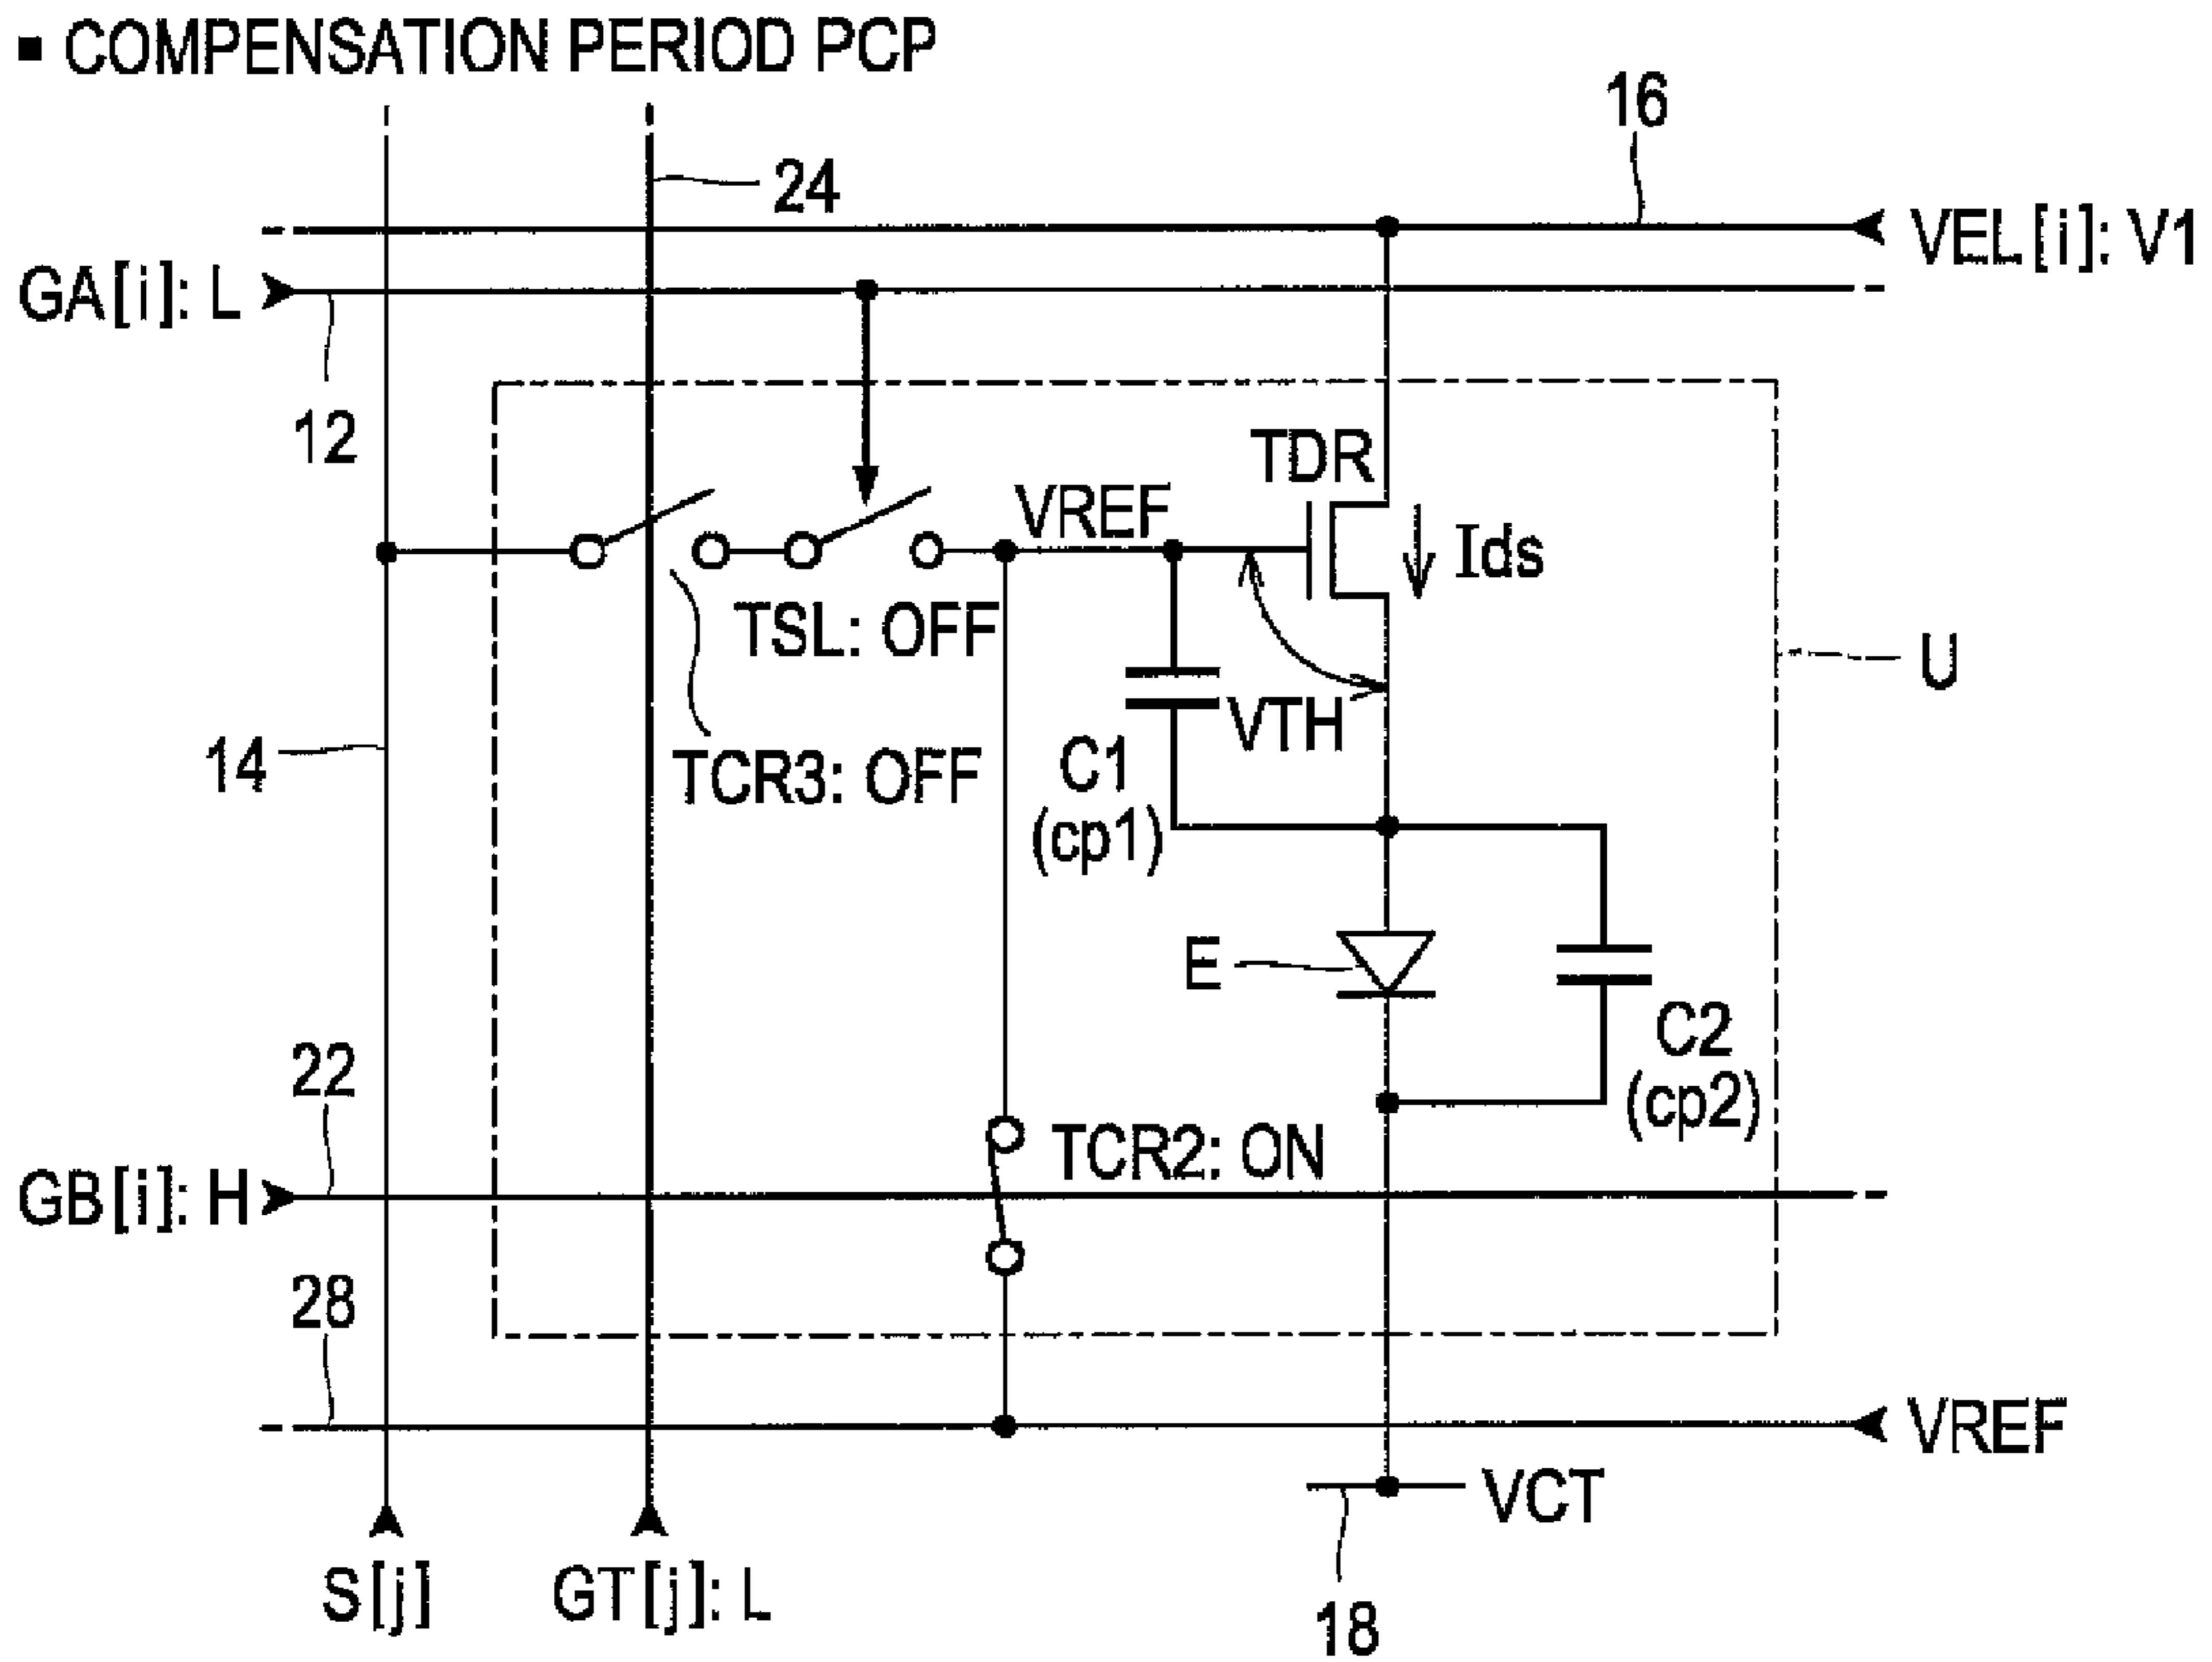 ▪ COMPENSATION PERIOD PCP
16
24
VEL[i]: V1
GA[i]: L
12
TDR
VREF
Ids
TSL: OFF
U
VTH
14
TCR3: OFF
C1
(cp1)
E
C2
(cp2)
22
TCR2: ON
GB[i]: H
28
VREF
VCT
S[j]
GT[j]: L
18